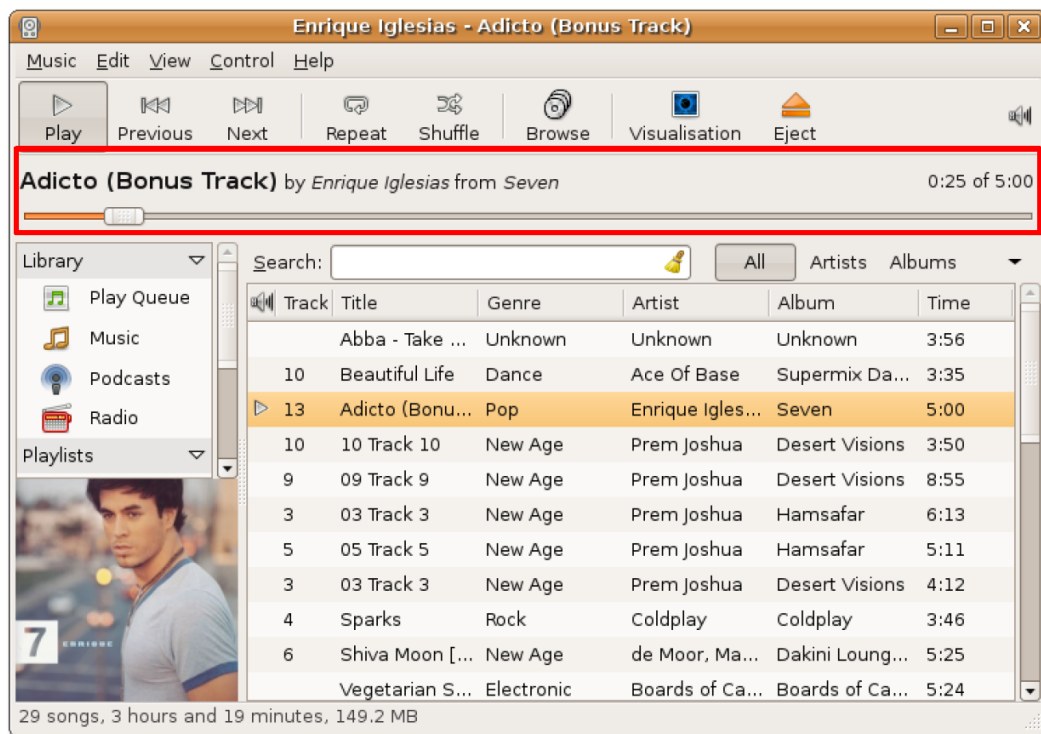 Enrique Iglesias - Adicto (Bonus Track)
Music Edit View Control Help
Play Previous Next Repeat Shuffle Browse Visualisation Eject
Adicto (Bonus Track) by Enrique Iglesias from Seven 0:25 of 5:00
Library
Play Queue
Music
Podcasts
Radio
Playlists
7 ENRIQUE
Search: All Artists Albums
Track Title Genre Artist Album Time
Abba - Take ... Unknown Unknown Unknown 3:56
10 Beautiful Life Dance Ace Of Base Supermix Da... 3:35
13 Adicto (Bonu... Pop Enrique Igles... Seven 5:00
10 10 Track 10 New Age Prem Joshua Desert Visions 3:50
9 09 Track 9 New Age Prem Joshua Desert Visions 8:55
3 03 Track 3 New Age Prem Joshua Hamsafar 6:13
5 05 Track 5 New Age Prem Joshua Hamsafar 5:11
3 03 Track 3 New Age Prem Joshua Desert Visions 4:12
4 Sparks Rock Coldplay Coldplay 3:46
6 Shiva Moon [... New Age de Moor, Ma... Dakini Loung... 5:25
Vegetarian S... Electronic Boards of Ca... Boards of Ca... 5:24
29 songs, 3 hours and 19 minutes, 149.2 MB